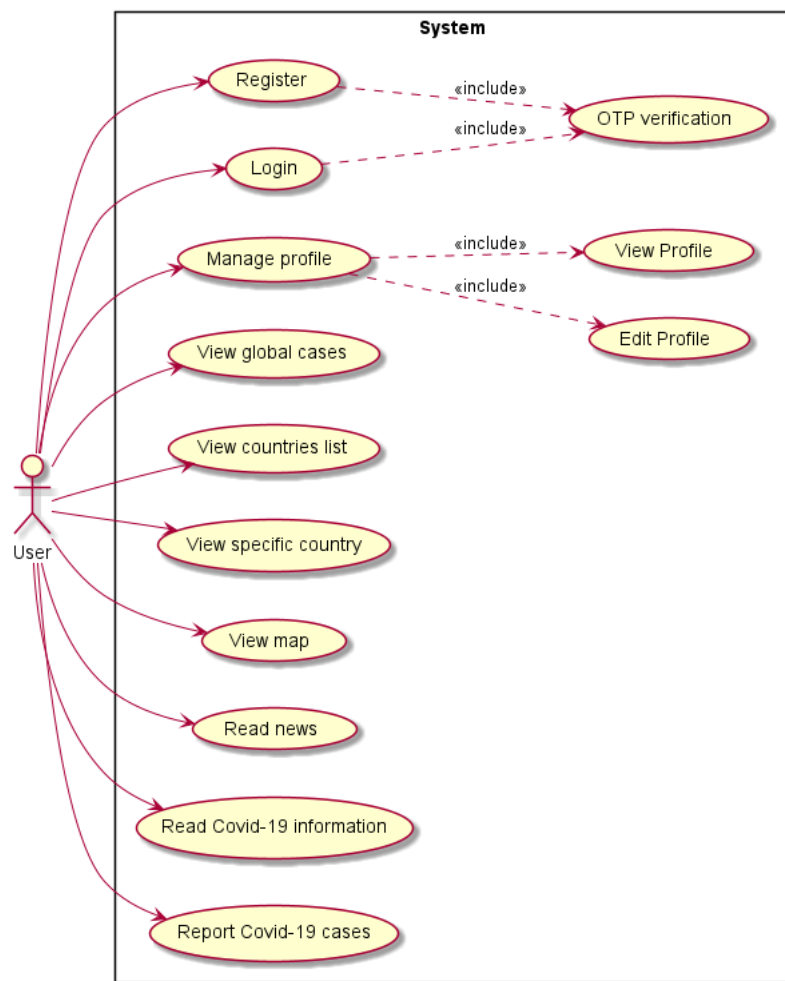 System
Register
«include»
OTP verification
«include»
Login
Manage profile
«include»
View Profile
«include»
Edit Profile
View global cases
View countries list
User
View specific country
View map
Read news
Read Covid-19 information
Report Covid-19 cases